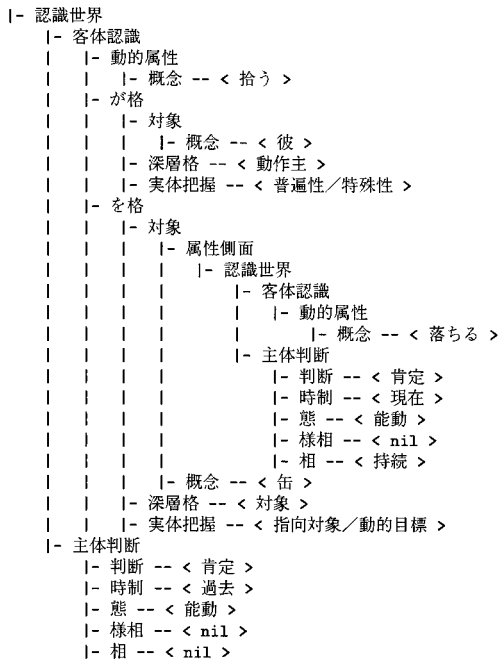 |- 認識世界
   |- 客体認識
   |  |- 動的属性
   |  |  |- 概念 -- < 拾う >
   |  |- が格
   |  |  |- 対象
   |  |  |  |- 概念 -- < 彼 >
   |  |  |- 深層格 -- < 動作主 >
   |  |  |- 実体把握 -- < 普遍性／特殊性 >
   |  |- を格
   |  |  |- 対象
   |  |  |  |- 属性側面
   |  |  |  |  |- 認識世界
   |  |  |  |     |- 客体認識
   |  |  |  |     |  |- 動的属性
   |  |  |  |     |     |- 概念 -- < 落ちる >
   |  |  |  |     |- 主体判断
   |  |  |  |        |- 判断 -- < 肯定 >
   |  |  |  |        |- 時制 -- < 現在 >
   |  |  |  |        |- 態 -- < 能動 >
   |  |  |  |        |- 様相 -- < nil >
   |  |  |  |        |- 相 -- < 持続 >
   |  |  |  |- 概念 -- < 缶 >
   |  |  |- 深層格 -- < 対象 >
   |  |  |- 実体把握 -- < 指向対象／動的目標 >
   |- 主体判断
      |- 判断 -- < 肯定 >
      |- 時制 -- < 過去 >
      |- 態 -- < 能動 >
      |- 様相 -- < nil >
      |- 相 -- < nil >